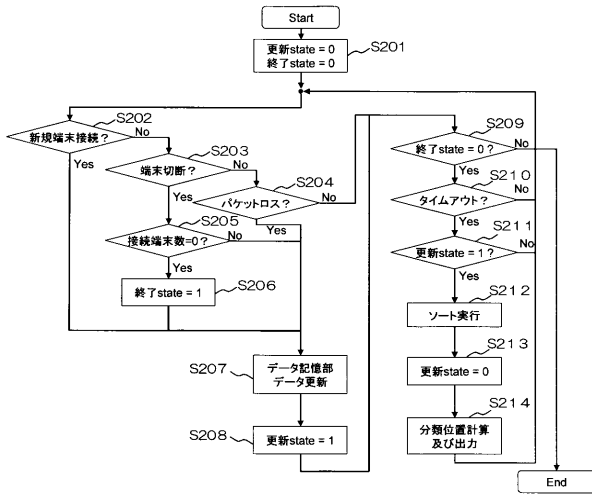 Start
更新state = 0
終了state = 0
S201
新規端末接続?
S202
Yes
No
端末切断?
S203
Yes
No
パケットロス?
S204
Yes
No
接続端末数=0?
S205
Yes
No
終了state = 1
S206
データ記憶部
データ更新
S207
更新state = 1
S208
終了state = 0?
S209
Yes
No
タイムアウト?
S210
Yes
No
更新state = 1?
S211
Yes
No
ソート実行
S212
更新state = 0
S213
分類位置計算
及び出力
S214
End